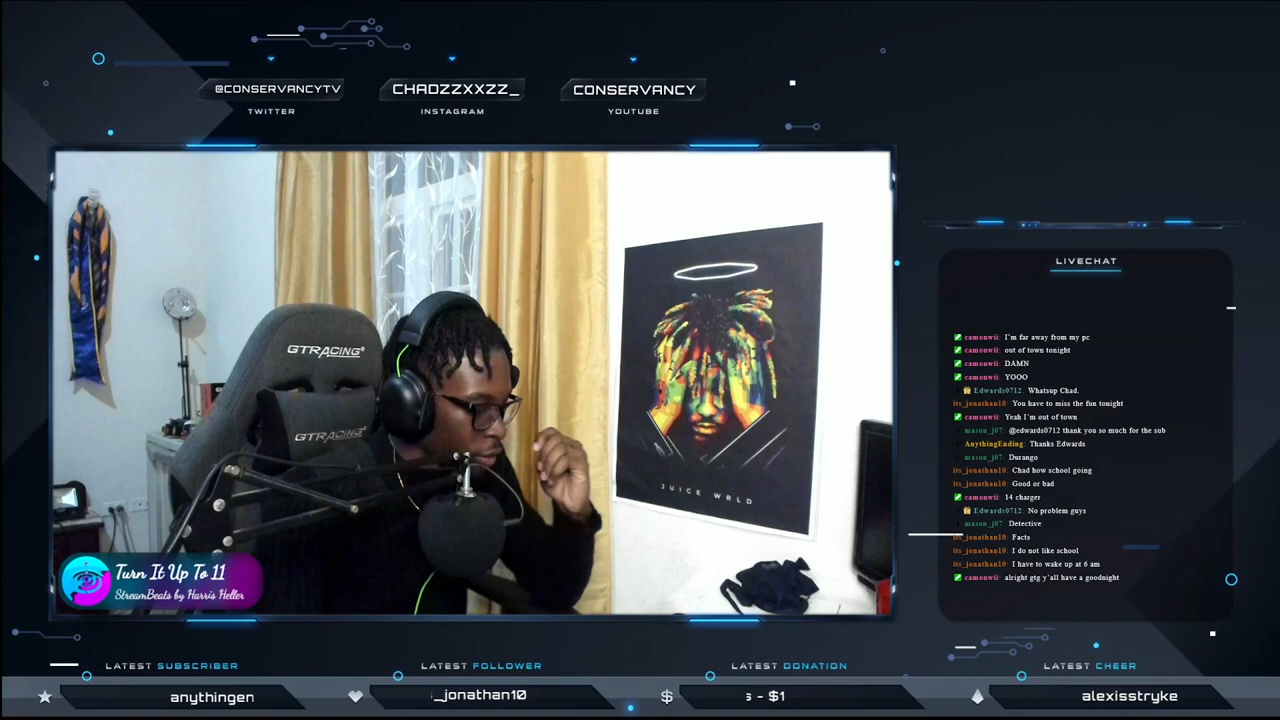 @CONSERVANCYTV
TWITTER
CHADZZXXZZ_
INSTAGRAM
CONSERVANCY
YOUTUBE
GTRACING
GTRACING
JUICE WRLD
Turn It Up To 11
StreamBeats by Harris Heller
LIVECHAT
camonwii: I'm far away from my pc
camonwii: out of town tonight
camonwii: DAMN
camonwii: YOOO
Edwards0712: Whatsup Chad.
its_jonathan10: You have to miss the fun tonight
camonwii: Yeah I'm out of town
mason_j07: @edwards0712 thank you so much for the sub
AnythingEnding: Thanks Edwards
mason_j07: Durango
its_jonathan10: Chad how school going
its_jonathan10: Good or bad
camonwii: 14 charger
Edwards0712: No problem guys
mason_j07: Detective
its_jonathan10: Facts
its_jonathan10: I do not like school
its_jonathan10: I have to wake up at 6 am
camonwii: alright gtg y'all have a goodnight
LATEST SUBSCRIBER
anythingen
LATEST FOLLOWER
_jonathan10
LATEST DONATION
$ s - $1
LATEST CHEER
alexisstryke